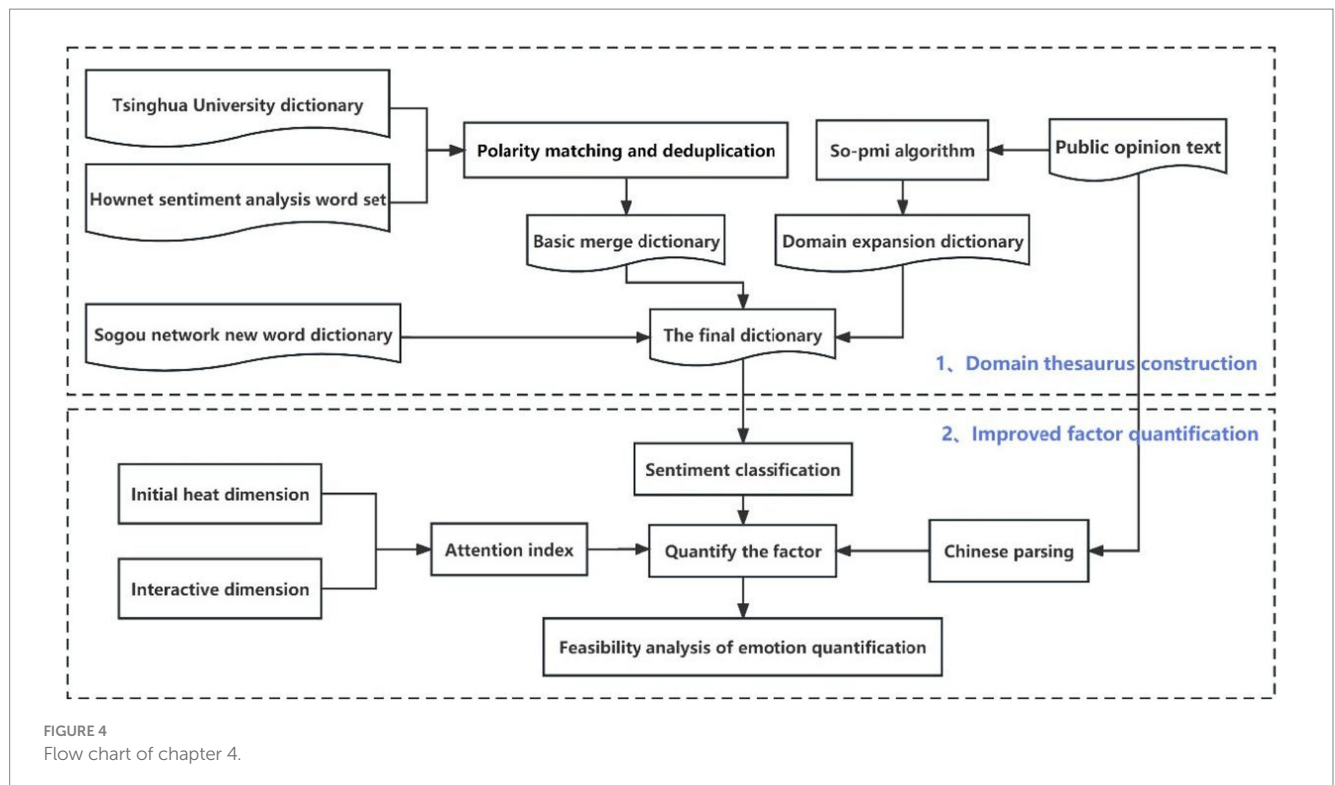 Tsinghua University dictionary
Polarity matching and deduplication
So-pmi algorithm
Public opinion text
Hownet sentiment analysis word set
Basic merge dictionary
Domain expansion dictionary
Sogou network new word dictionary
The final dictionary
1、Domain thesaurus construction
2、Improved factor quantification
Sentiment classification
Initial heat dimension
Attention index
Quantify the factor
Chinese parsing
Interactive dimension
Feasibility analysis of emotion quantification
FIGURE 4
Flow chart of chapter 4.